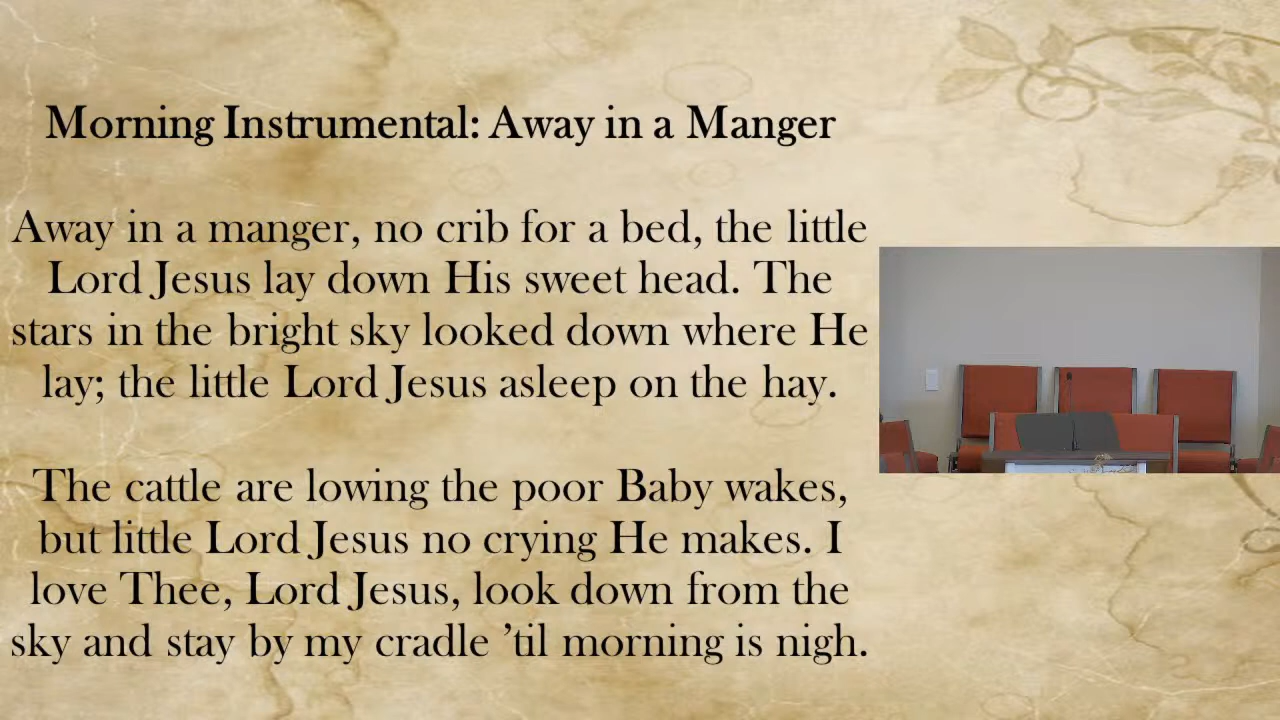 Morning Instrumental: Away in a Manger
Away in a manger, no crib for a bed, the little
Lord Jesus lay down His sweet head. The
stars in the bright sky looked down where He
lay; the little Lord Jesus asleep on the hay.
The cattle are lowing the poor Baby wakes,
but little Lord Jesus no crying He makes. I
love Thee, Lord Jesus, look down from the
sky and stay by my cradle ’til morning is nigh.